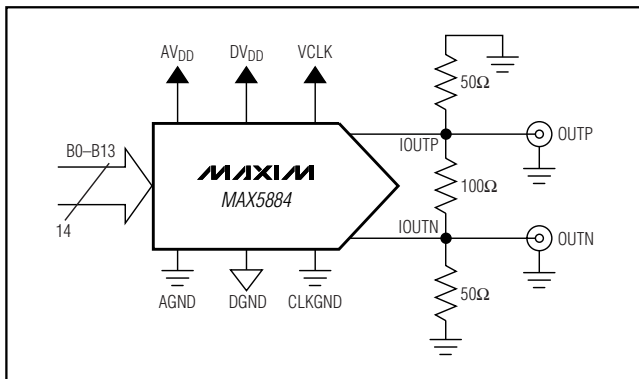 AVDD DVDD VCLK
50Ω
B0–B13
IOUTP OUTP
MAXIM
MAX5884
100Ω
14
IOUTN OUTN
AGND DGND CLKGND
50Ω